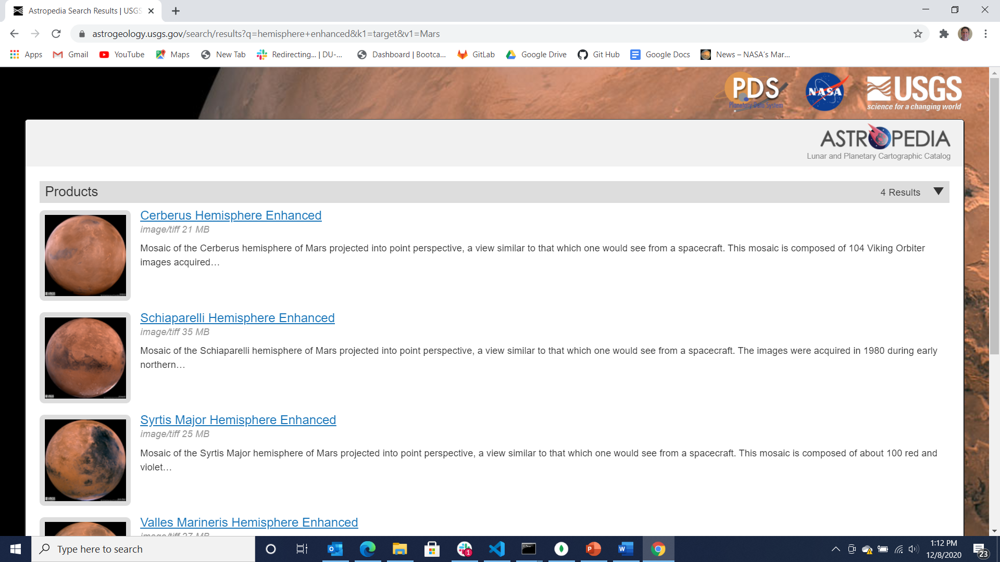 Astropedia Search Results | USGS
astrogeology.usgs.gov/search/results?q=hemisphere+enhanced&k1=target&v1=Mars
Apps Gmail YouTube Maps New Tab Redirecting... | DU-... Dashboard | Bootca... GitLab Google Drive Git Hub Google Docs News – NASA's Mar...
PDS
Planetary Data System
NASA
USGS
science for a changing world
ASTROPEDIA
Lunar and Planetary Cartographic Catalog
Products 4 Results
Cerberus Hemisphere Enhanced
image/tiff 21 MB
Mosaic of the Cerberus hemisphere of Mars projected into point perspective, a view similar to that which one would see from a spacecraft. This mosaic is composed of 104 Viking Orbiter
images acquired…
Schiaparelli Hemisphere Enhanced
image/tiff 35 MB
Mosaic of the Schiaparelli hemisphere of Mars projected into point perspective, a view similar to that which one would see from a spacecraft. The images were acquired in 1980 during early
northern…
Syrtis Major Hemisphere Enhanced
image/tiff 25 MB
Mosaic of the Syrtis Major hemisphere of Mars projected into point perspective, a view similar to that which one would see from a spacecraft. This mosaic is composed of about 100 red and
violet…
Valles Marineris Hemisphere Enhanced
image/tiff 27 MB
Type here to search
1:12 PM
12/8/2020
23